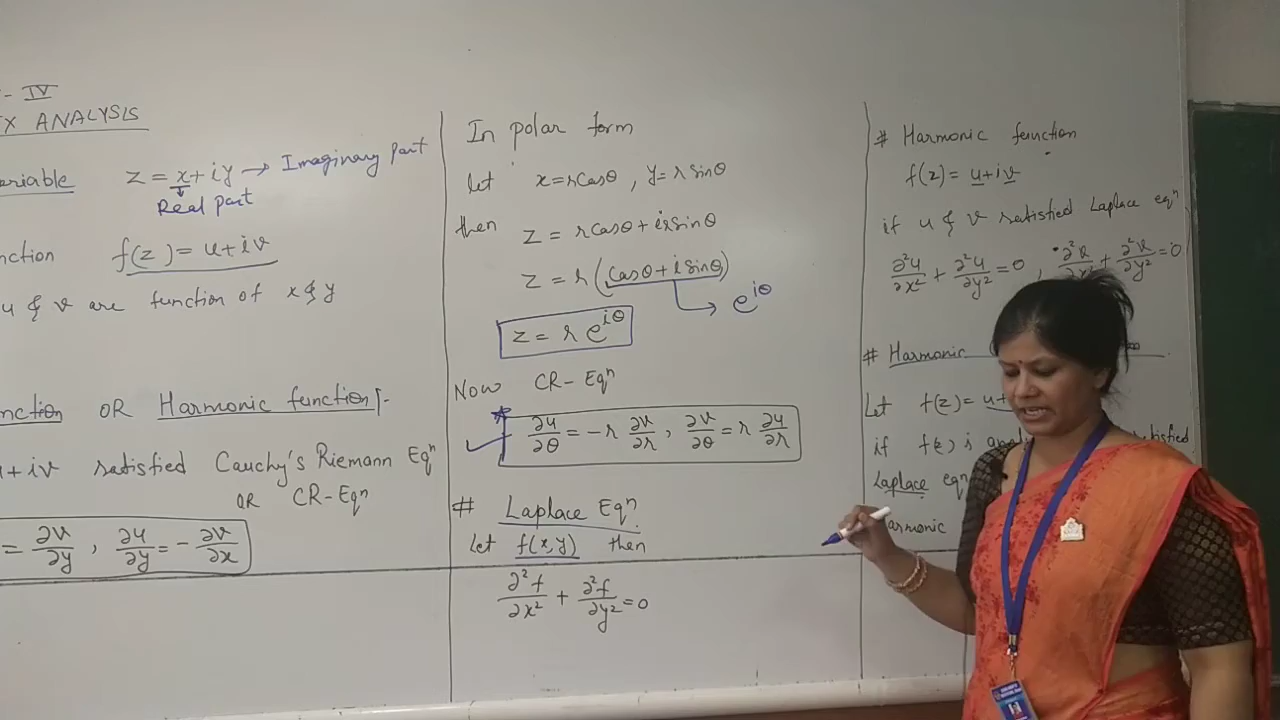 - IV
X ANALYSIS
ariable z = x + iy → Imaginary part
Real part
nction f(z) = u + iv
u & v are function of x & y
nction OR Harmonic function :-
u + iv satisfied Cauchy's Riemann Eqⁿ
OR CR-Eqⁿ
= ∂v/∂y , ∂u/∂y = - ∂v/∂x
In polar form
let x = r cosθ , y = r sinθ
then z = r cosθ + i r sinθ
z = r (cosθ + i sinθ)
→ e^{iθ}
z = r e^{iθ}
Now CR- Eqⁿ
∂u/∂θ = -r ∂v/∂r , ∂v/∂θ = r ∂u/∂r
# Laplace Eqⁿ
Let f(x,y) then
∂²f/∂x² + ∂²f/∂y² = 0
# Harmonic function
f(z) = u + iv
if u & v satisfied Laplace eqⁿ
∂²u/∂x² + ∂²u/∂y² = 0 , ∂²v/∂x² + ∂²v/∂y² = 0
# Harmonic
Let f(z) = u +
if f(z) is satisfied
Laplace eqⁿ
armonic